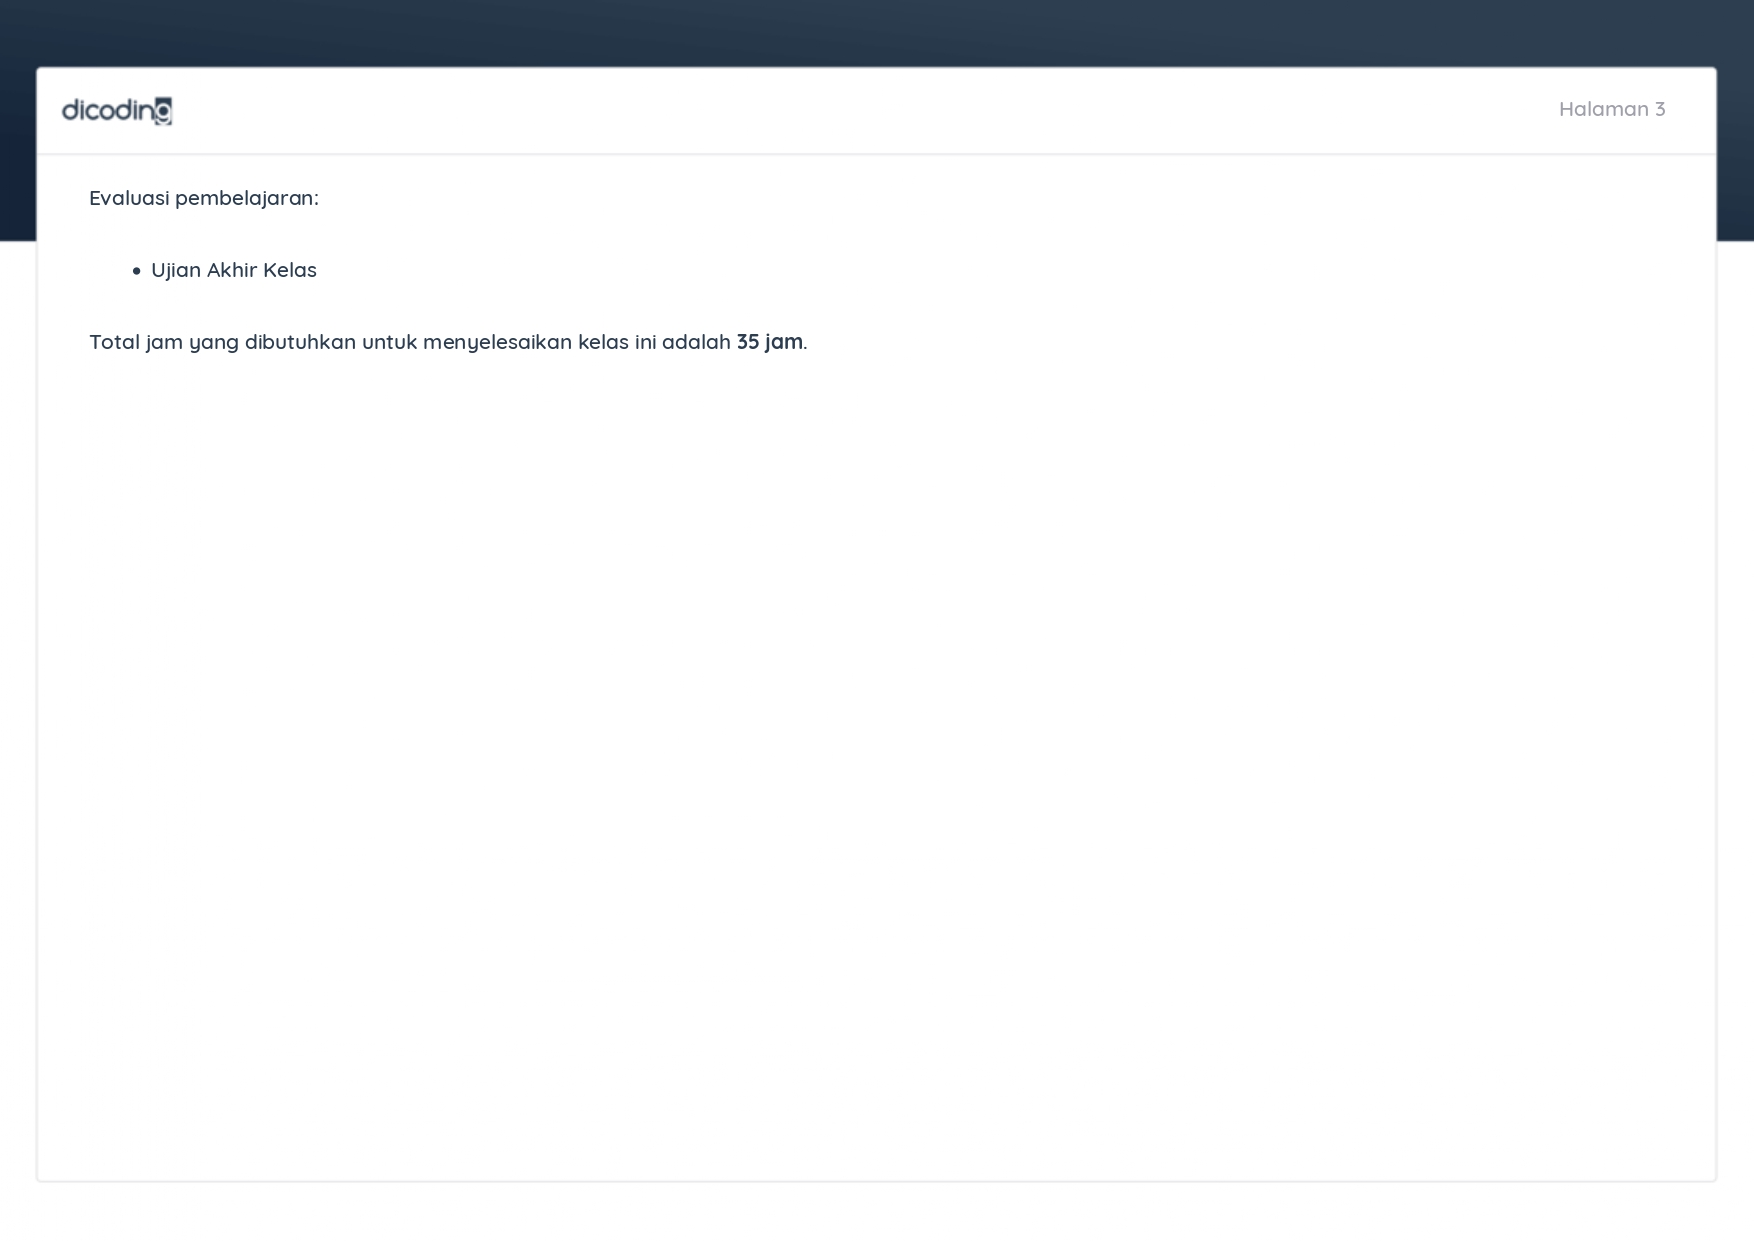 dicoding
Halaman 3
Evaluasi pembelajaran:
• Ujian Akhir Kelas
Total jam yang dibutuhkan untuk menyelesaikan kelas ini adalah 35 jam.